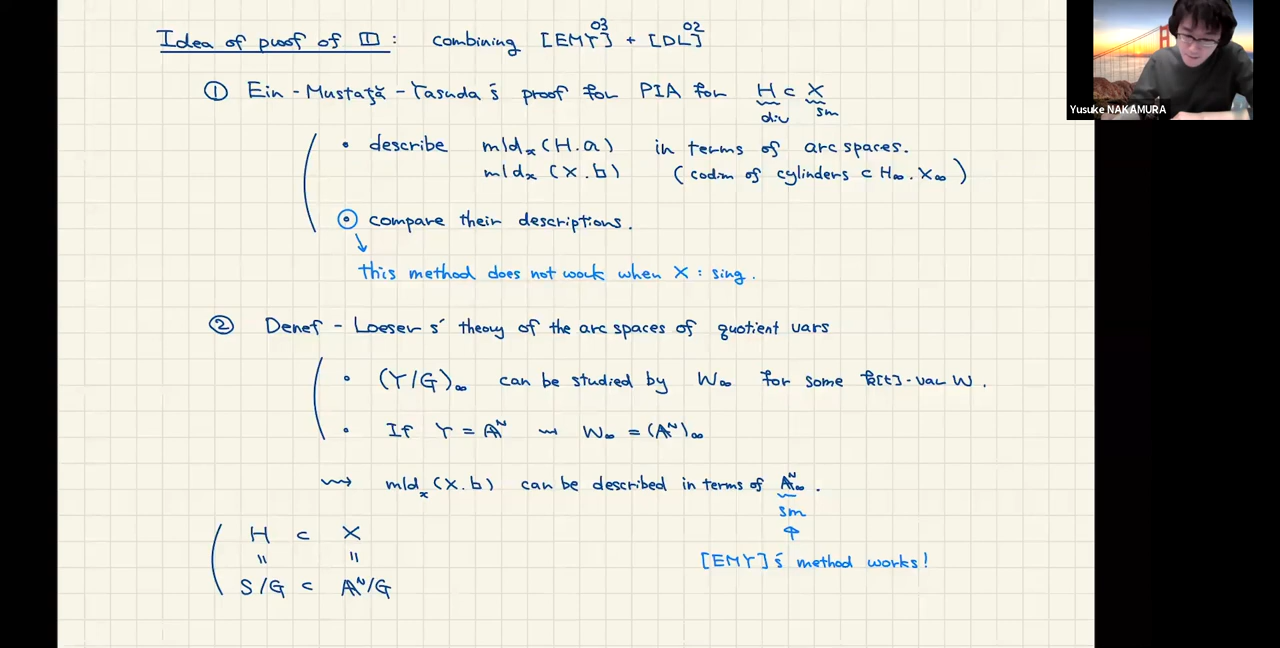 Idea of proof of 1 : combining [EMY]03 + [DL]02
① Ein - Mustaţă - Yasuda's proof for PIA for H ⊂ X
div sm
• describe mld_x (H.a) in terms of arc spaces.
mld_x (X.b) (codim of cylinders ⊂ H∞. X∞)
⊙ compare their descriptions.
↓
this method does not work when X : sing.
② Denef - Loeser s' theory of the arc spaces of quotient vars
• (Y/G)∞ can be studied by W∞ for some k[t]-var W.
• If Y = 𝔸^N ⇝ W∞ = (𝔸^N)∞
⇝ mld_x (X.b) can be described in terms of 𝔸^N_∞ .
sm
↑
[EMY]'s method works!
H ⊂ X
= =
S/G ⊂ 𝔸^N/G
Yusuke NAKAMURA